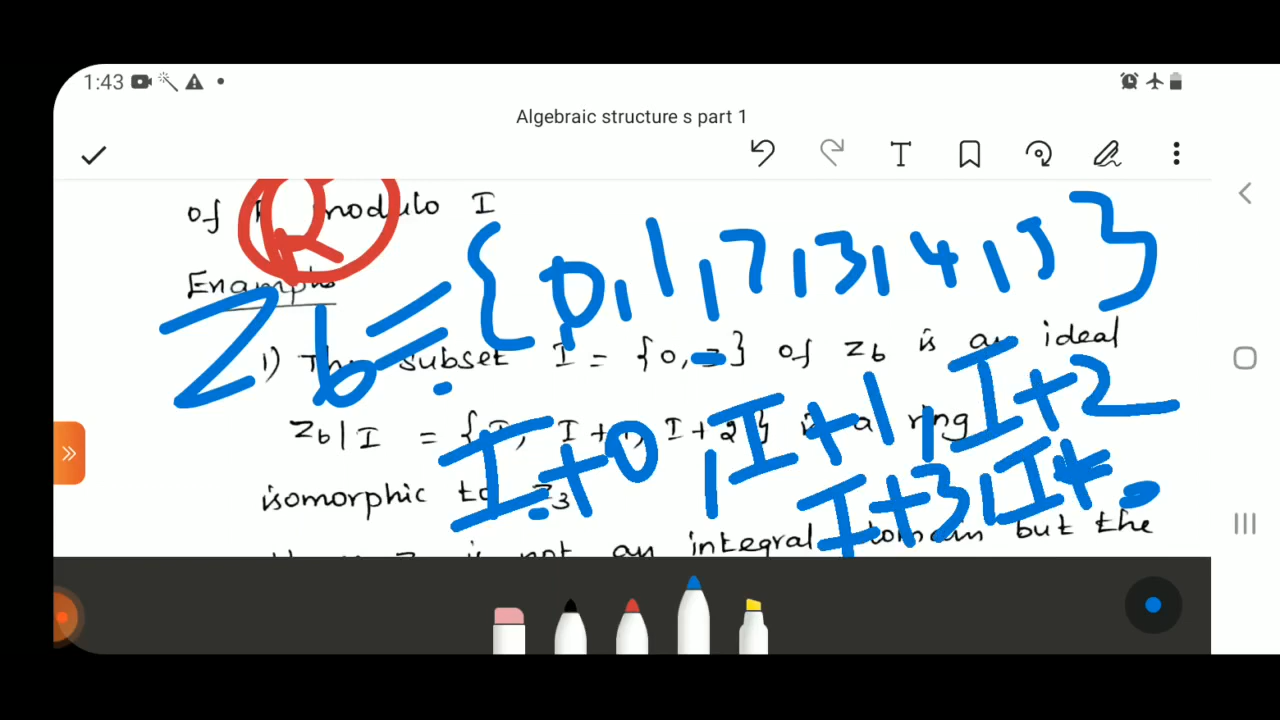 1:43
Algebraic structure s part 1
of R modulo I
Z6 = {0, 1, 2, 3, 4, 5}
Example
1) The subset I = {0, 3} of Z6 is an ideal
Z6|I = {I, I+1, I+2} is a ring
I+0, I+1, I+2
isomorphic to Z3
I+3, I+
is not an integral domain but the